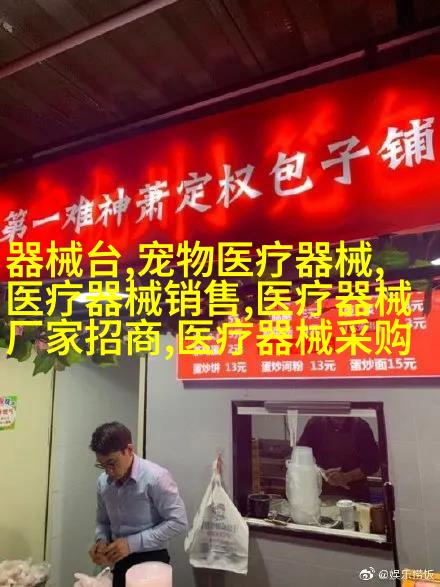 第一难神萧定权包子铺
器械台,宠物医疗器械,
医疗器械销售,医疗器械
厂家招商,医疗器械采购
蛋炒饼 13元 蛋炒河粉 13元 蛋炒面15元
@娱乐捞饭